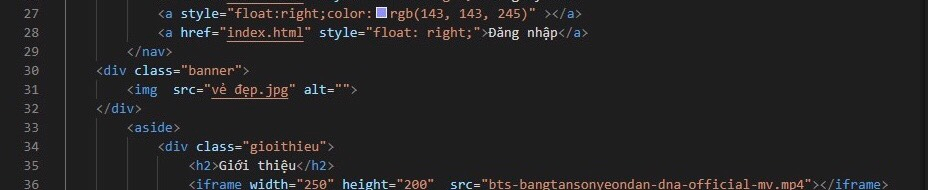 27 <a style="float:right;color:rgb(143, 143, 245)" ></a>
28 <a href="index.html" style="float: right;">Đăng nhập</a>
29 </nav>
30 <div class="banner">
31 <img  src="vẻ đẹp.jpg" alt="">
32 </div>
33 <aside>
34 <div class="gioithieu">
35 <h2>Giới thiệu</h2>
36 <iframe width="250" height="200"  src="bts-bangtansonyeondan-dna-official-mv.mp4"></iframe>